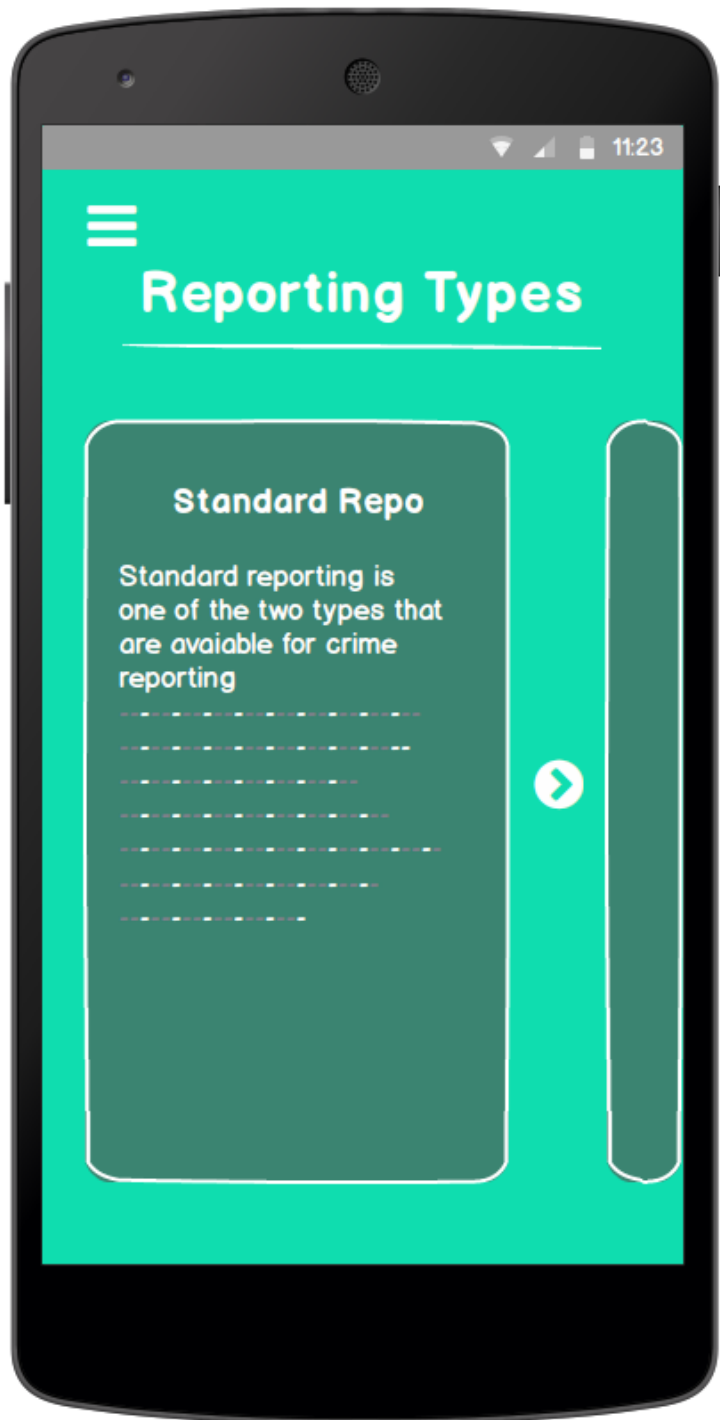 11:23
Reporting Types
Standard Repo
Standard reporting is
one of the two types that
are avaiable for crime
reporting